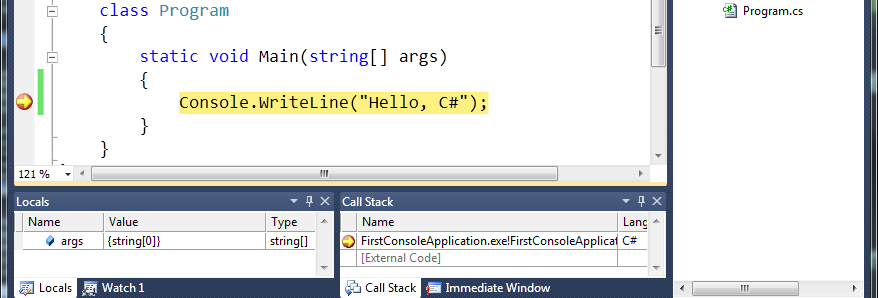 class Program
{
static void Main(string[] args)
{
Console.WriteLine("Hello, C#");
}
}
Program.cs
121 %
Locals
Name Value Type
args {string[0]} string[]
Locals Watch 1
Call Stack
Name Lang
FirstConsoleApplication.exe!FirstConsoleApplicat C#
[External Code]
Call Stack Immediate Window